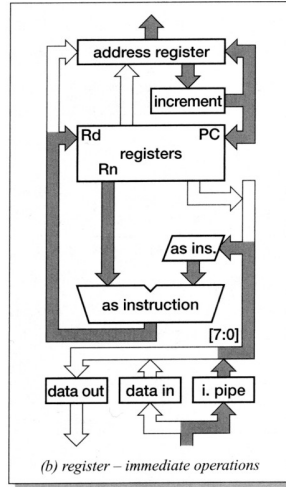 address register
increment
Rd
PC
registers
Rn
as ins.
as instruction
[7:0]
data out
data in
i. pipe
(b) register – immediate operations